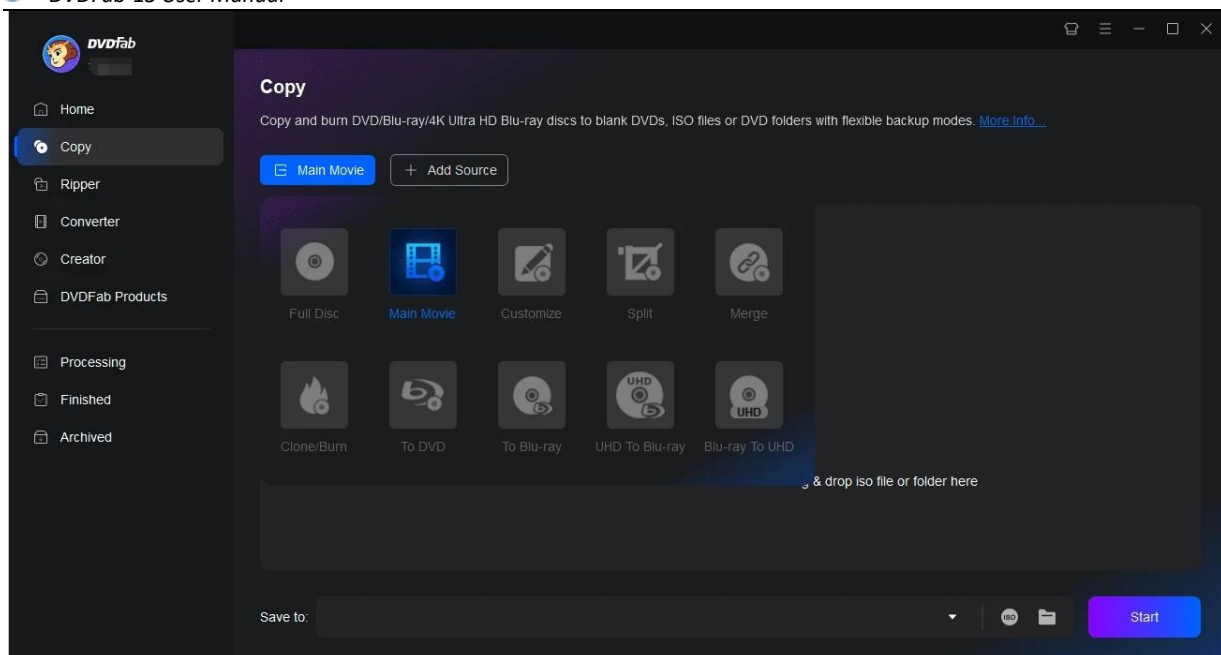 DVDFab 13 User Manual
DVDFab
Home
Copy
Ripper
Converter
Creator
DVDFab Products
Processing
Finished
Archived
Copy
Copy and burn DVD/Blu-ray/4K Ultra HD Blu-ray discs to blank DVDs, ISO files or DVD folders with flexible backup modes. More Info...
Main Movie
+ Add Source
Full Disc
Main Movie
Customize
Split
Merge
UHD
UHD
Clone/Burn
To DVD
To Blu-ray
UHD To Blu-ray
Blu-ray To UHD
& drop iso file or folder here
Save to:
ISO
Start